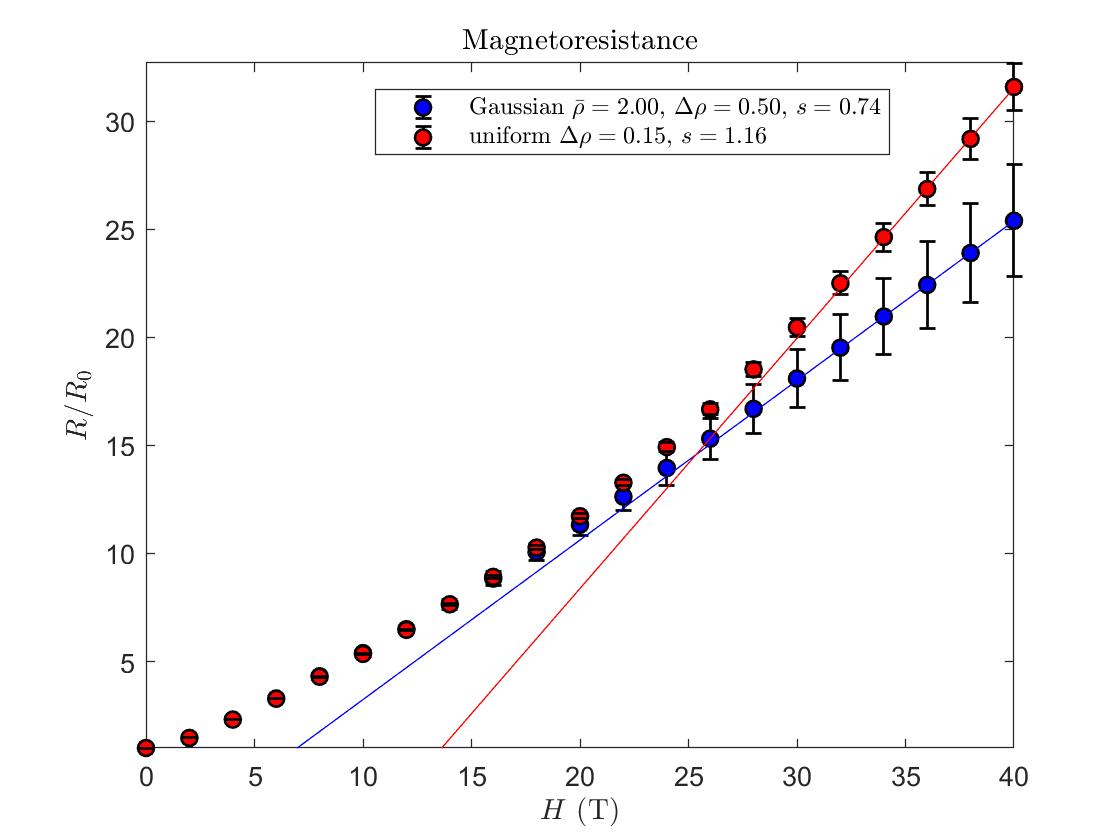 Magnetoresistance
Gaussian ρ̄ = 2.00, Δρ = 0.50, s = 0.74
uniform Δρ = 0.15, s = 1.16
R/R₀
30
25
20
15
10
5
0 5 10 15 20 25 30 35 40
H (T)